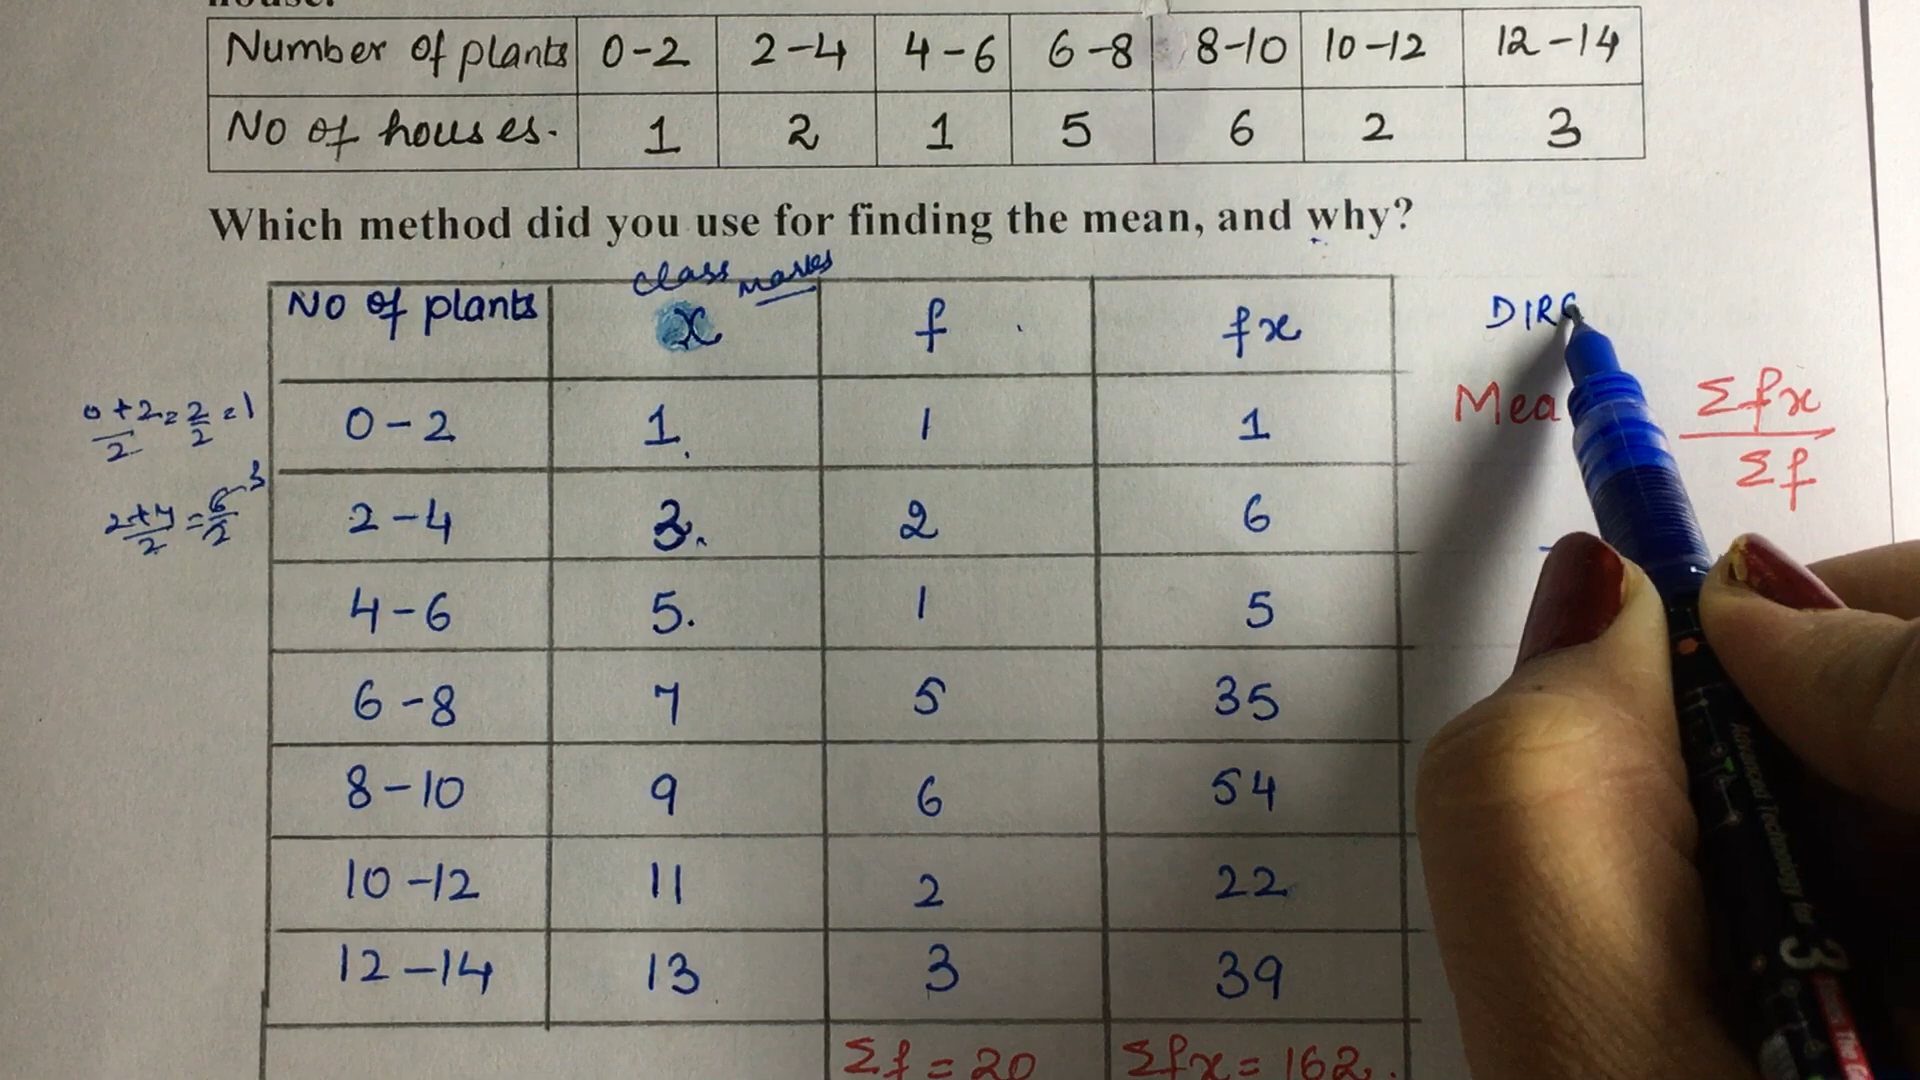 Number of plants 0-2 2-4 4-6 6-8 8-10 10-12 12-14
No of houses. 1 2 1 5 6 2 3
Which method did you use for finding the mean, and why?
class marks
No of plants x f fx
DIRC
0+2/2 = 2/2 = 1
0-2 1. 1 1
Mea Σfx/Σf
2+4/2 = 6/2 3
2-4 3. 2 6
4-6 5. 1 5
6-8 7 5 35
8-10 9 6 54
10-12 11 2 22
12-14 13 3 39
Σf = 20 Σfx = 162.
Advanced Technology for
3